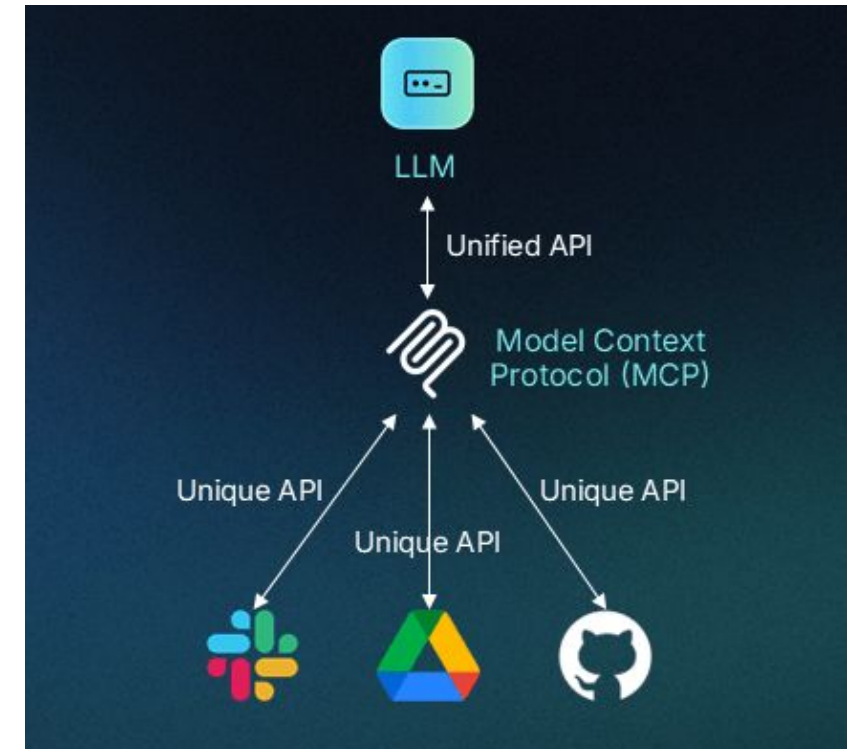 LLM
Unified API
Model Context
Protocol (MCP)
Unique API
Unique API
Unique API